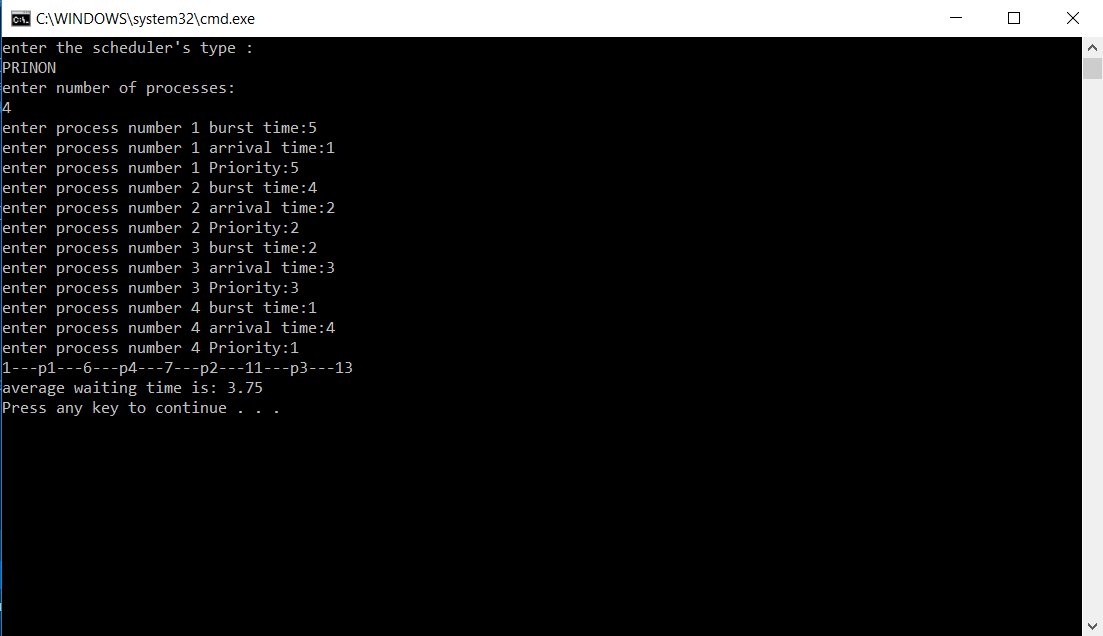 C:\WINDOWS\system32\cmd.exe
enter the scheduler's type :
PRINON
enter number of processes:
4
enter process number 1 burst time:5
enter process number 1 arrival time:1
enter process number 1 Priority:5
enter process number 2 burst time:4
enter process number 2 arrival time:2
enter process number 2 Priority:2
enter process number 3 burst time:2
enter process number 3 arrival time:3
enter process number 3 Priority:3
enter process number 4 burst time:1
enter process number 4 arrival time:4
enter process number 4 Priority:1
1---p1---6---p4---7---p2---11---p3---13
average waiting time is: 3.75
Press any key to continue . . .